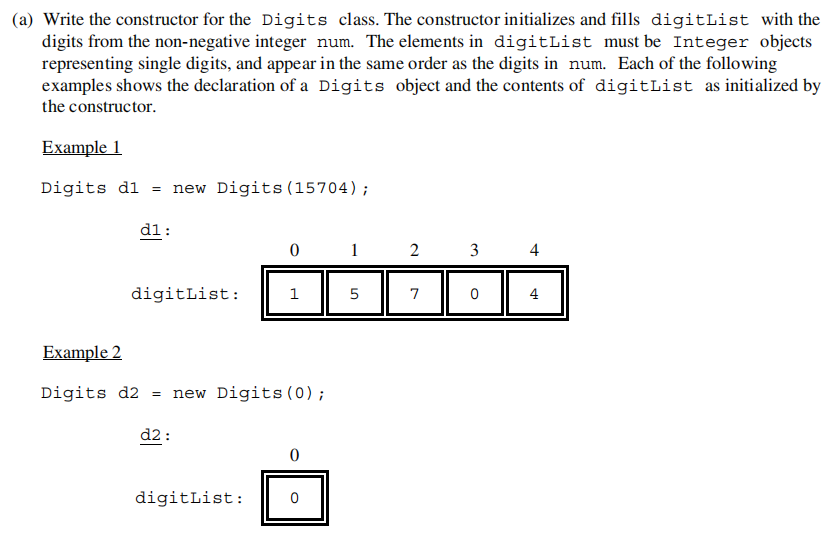 (a) Write the constructor for the Digits class. The constructor initializes and fills digitList with the
digits from the non-negative integer num. The elements in digitList must be Integer objects
representing single digits, and appear in the same order as the digits in num. Each of the following
examples shows the declaration of a Digits object and the contents of digitList as initialized by
the constructor.
Example 1
Digits d1 = new Digits(15704);
d1:
0 1 2 3 4
digitList: 1 5 7 0 4
Example 2
Digits d2 = new Digits(0);
d2:
0
digitList: 0